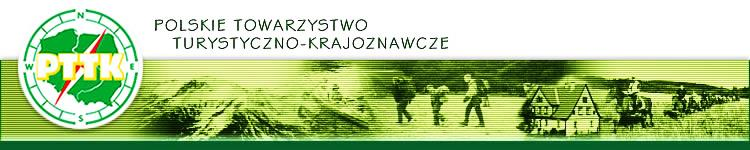 POLSKIE TOWARZYSTWO
TURYSTYCZNO-KRAJOZNAWCZE
N
W PTTK E
S